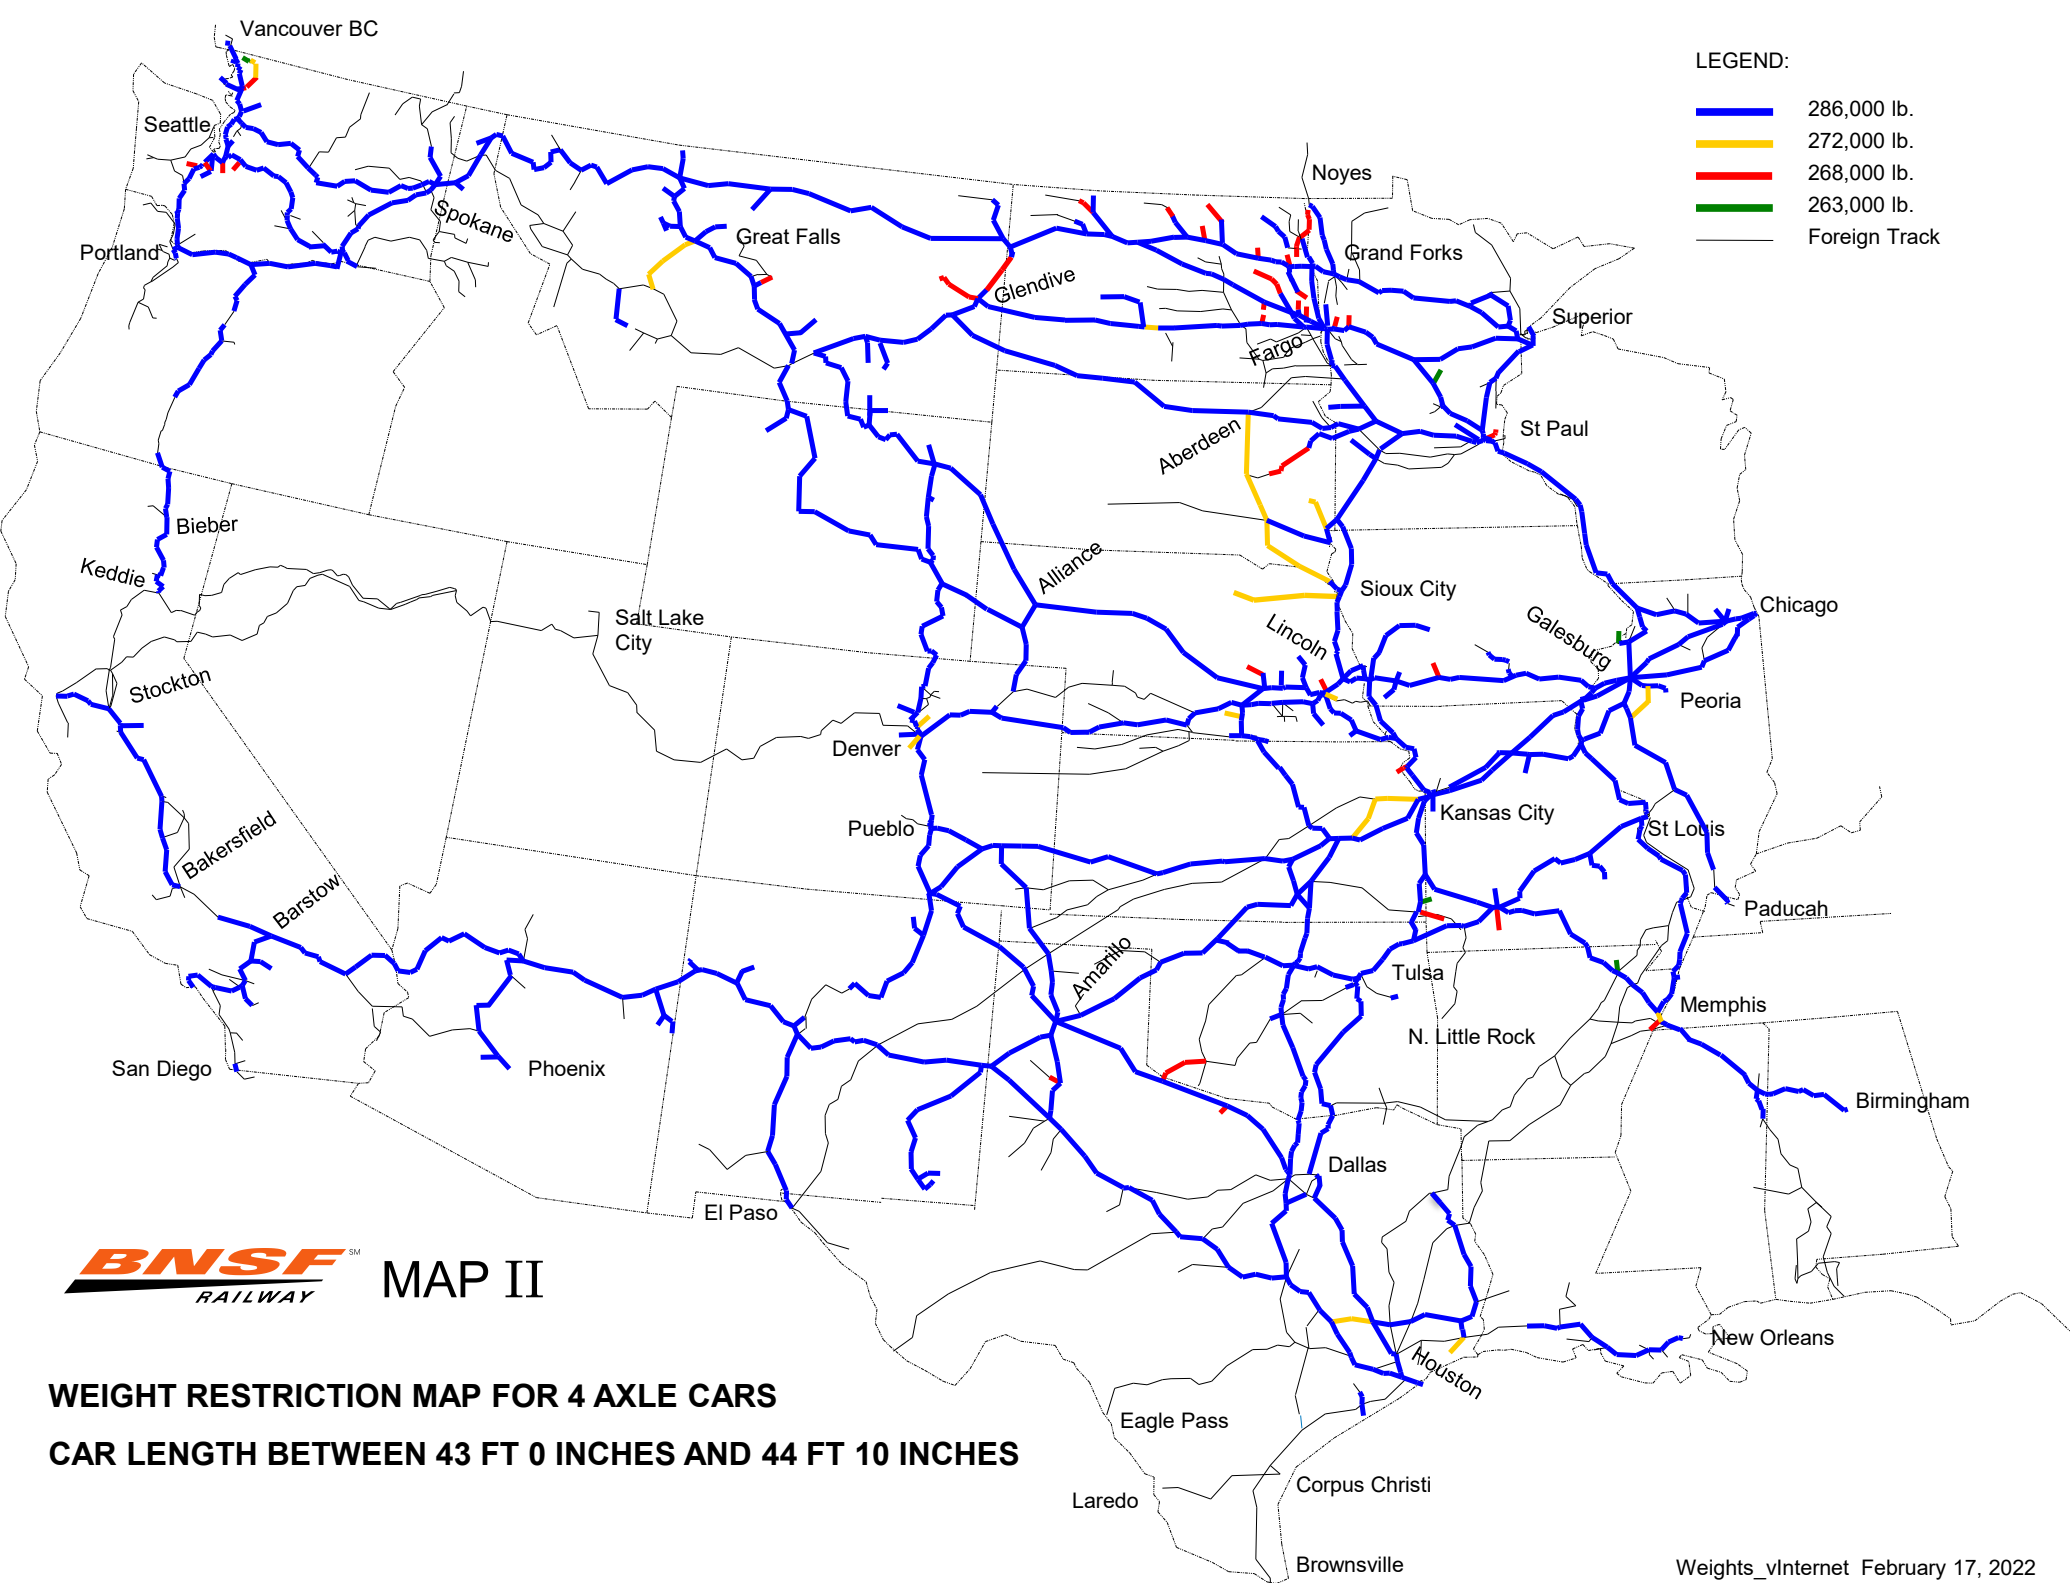 Vancouver BC
LEGEND:
286,000 lb.
272,000 lb.
268,000 lb.
263,000 lb.
Foreign Track
Seattle
Noyes
Spokane
Great Falls
Grand Forks
Portland
Glendive
Superior
Fargo
St Paul
Aberdeen
Bieber
Keddie
Alliance
Sioux City
Salt Lake
City
Chicago
Galesburg
Lincoln
Stockton
Peoria
Denver
Kansas City
Pueblo
St Louis
Bakersfield
Barstow
Paducah
Amarillo
Tulsa
Memphis
N. Little Rock
San Diego
Phoenix
Birmingham
Dallas
El Paso
BNSF SM
RAILWAY
MAP II
New Orleans
Houston
WEIGHT RESTRICTION MAP FOR 4 AXLE CARS
Eagle Pass
CAR LENGTH BETWEEN 43 FT 0 INCHES AND 44 FT 10 INCHES
Corpus Christi
Laredo
Brownsville
Weights_vInternet February 17, 2022